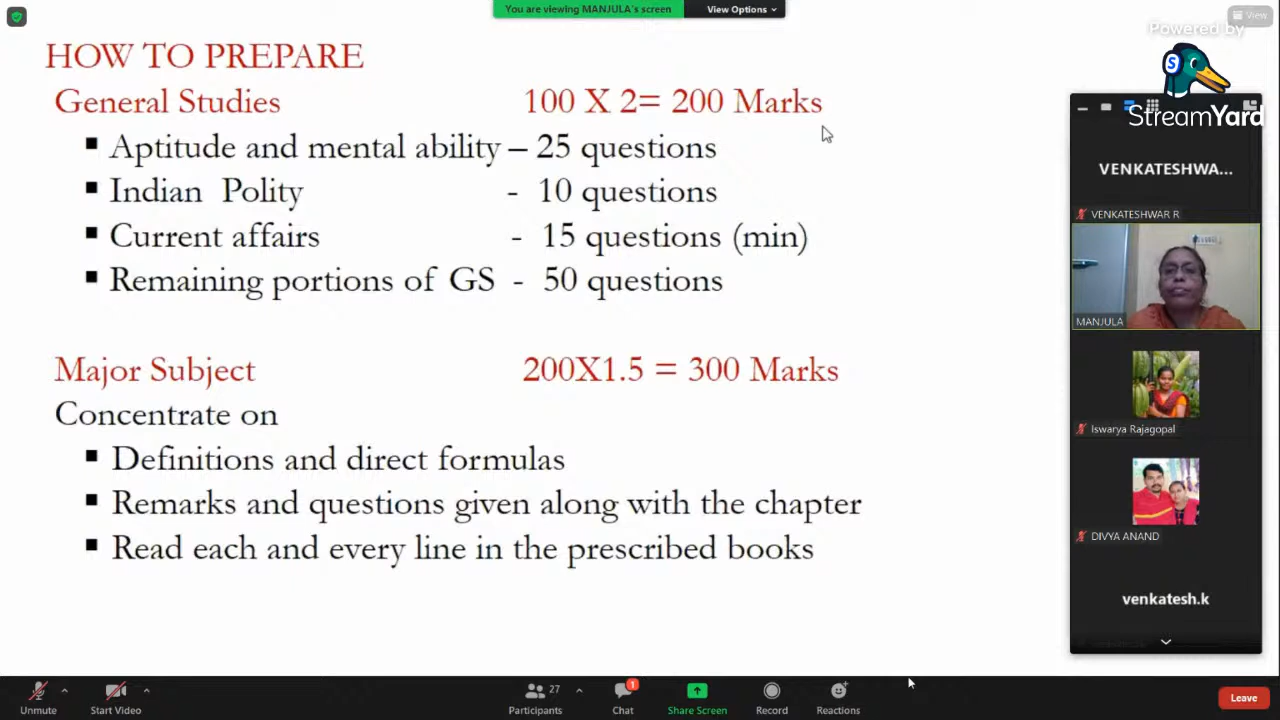 You are viewing MANJULA's screen
View Options
View
Powered by
StreamYard
HOW TO PREPARE
General Studies 100 X 2= 200 Marks
Aptitude and mental ability – 25 questions
Indian Polity - 10 questions
Current affairs - 15 questions (min)
Remaining portions of GS - 50 questions
Major Subject 200X1.5 = 300 Marks
Concentrate on
Definitions and direct formulas
Remarks and questions given along with the chapter
Read each and every line in the prescribed books
VENKATESHWA...
VENKATESHWAR R
MANJULA
Iswarya Rajagopal
DIVYA ANAND
venkatesh.k
Unmute
Start Video
27
Participants
1
Chat
Share Screen
Record
Reactions
Leave